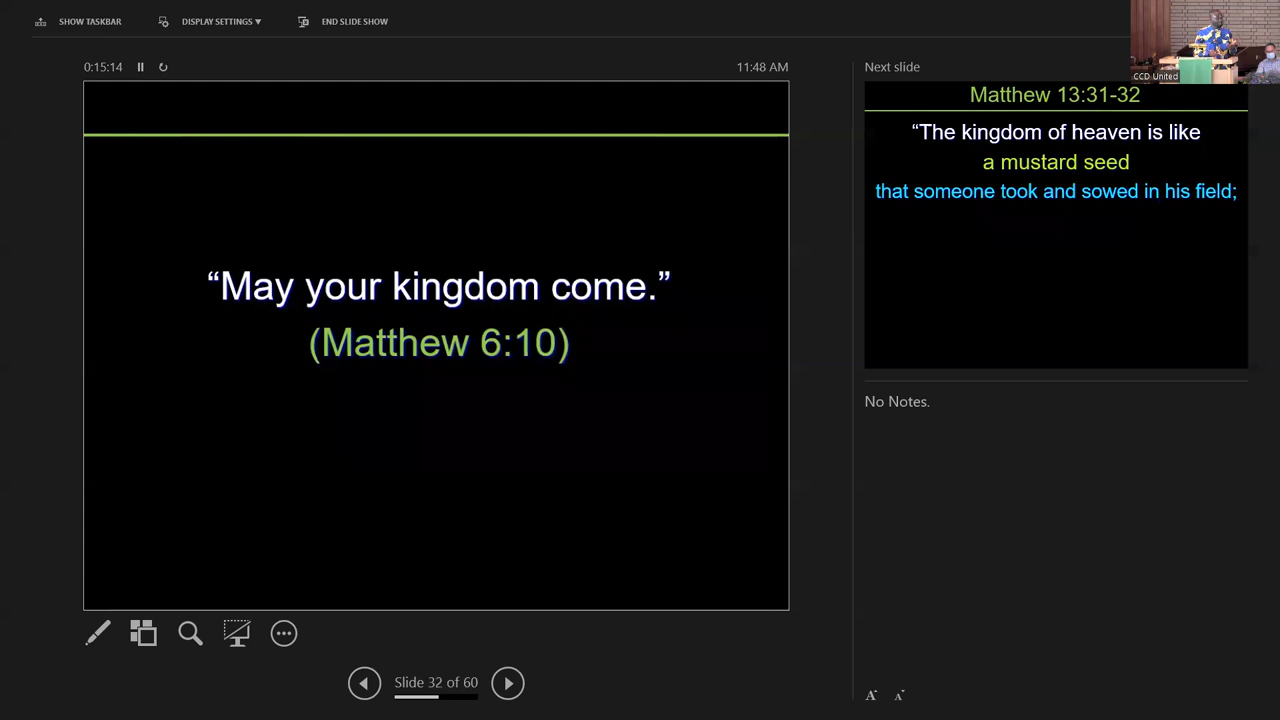 SHOW TASKBAR
DISPLAY SETTINGS ▼
END SLIDE SHOW
0:15:14
11:48 AM
“May your kingdom come.”
(Matthew 6:10)
Slide 32 of 60
Next slide
CCD United
Matthew 13:31-32
“The kingdom of heaven is like
a mustard seed
that someone took and sowed in his field;
No Notes.
A A